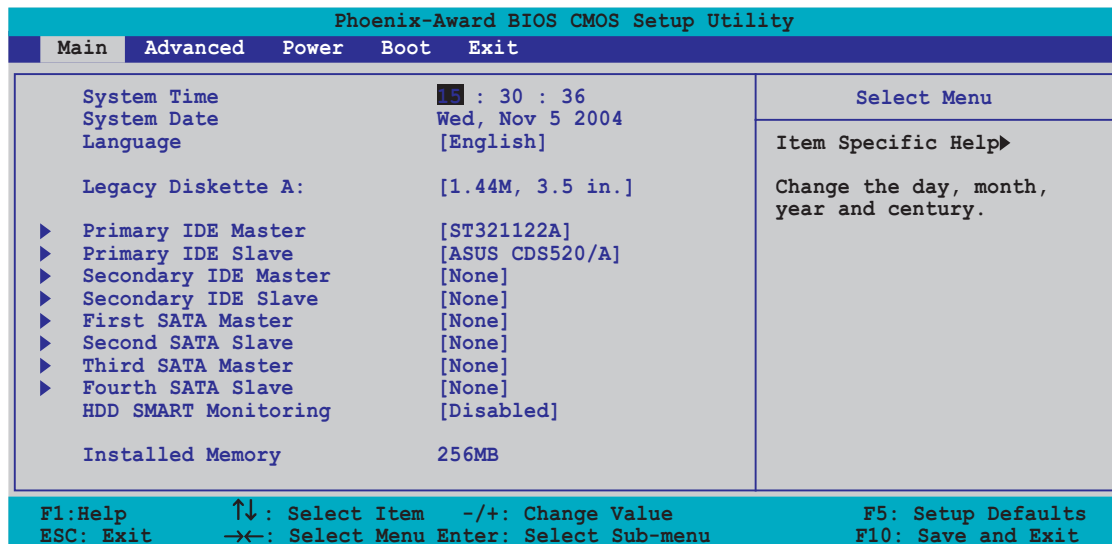 Phoenix-Award BIOS CMOS Setup Utility
Main Advanced Power Boot Exit
System Time 15 : 30 : 36
System Date Wed, Nov 5 2004
Language [English]
Legacy Diskette A: [1.44M, 3.5 in.]
Primary IDE Master [ST321122A]
Primary IDE Slave [ASUS CDS520/A]
Secondary IDE Master [None]
Secondary IDE Slave [None]
First SATA Master [None]
Second SATA Slave [None]
Third SATA Master [None]
Fourth SATA Slave [None]
HDD SMART Monitoring [Disabled]
Installed Memory 256MB
Select Menu
Item Specific Help
Change the day, month,
year and century.
F1:Help ↑↓ : Select Item -/+: Change Value F5: Setup Defaults
ESC: Exit →←: Select Menu Enter: Select Sub-menu F10: Save and Exit